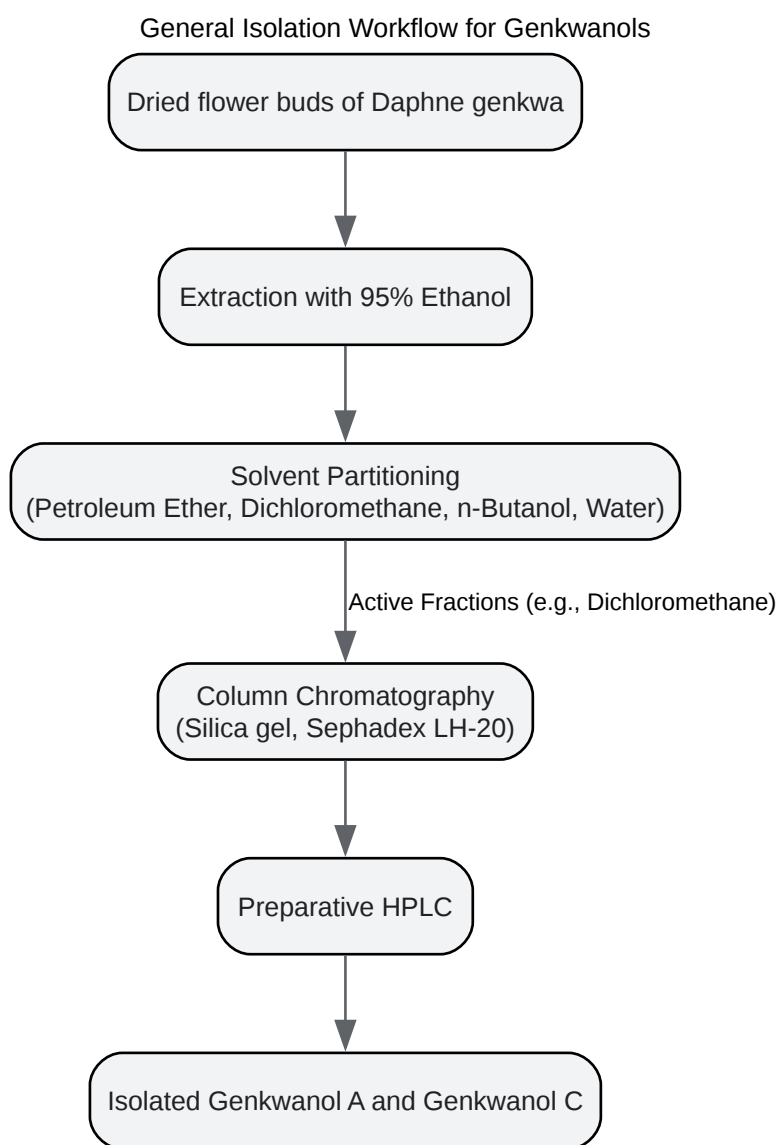 General Isolation Workflow for Genkwanols
Dried flower buds of Daphne genkwa
Extraction with 95% Ethanol
Solvent Partitioning
(Petroleum Ether, Dichloromethane, n-Butanol, Water)
Active Fractions (e.g., Dichloromethane)
Column Chromatography
(Silica gel, Sephadex LH-20)
Preparative HPLC
Isolated Genkwanol A and Genkwanol C